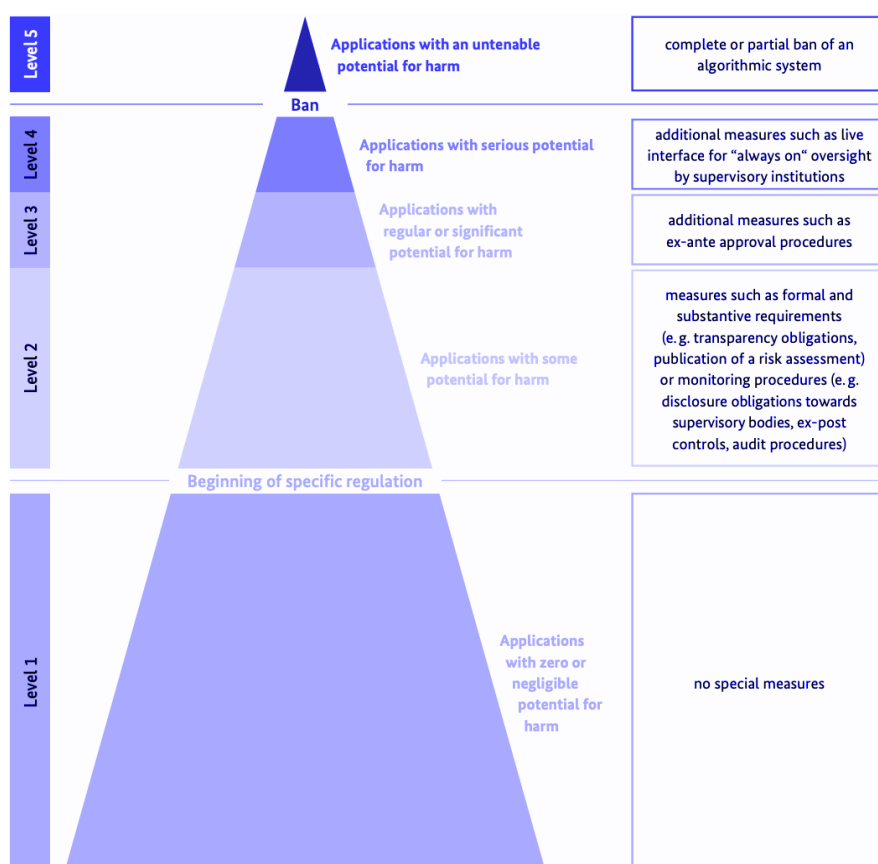 Level 5
Applications with an untenable
potential for harm
complete or partial ban of an
algorithmic system
Ban
Level 4
Applications with serious potential
for harm
additional measures such as live
interface for “always on“ oversight
by supervisory institutions
Level 3
Applications with
regular or significant
potential for harm
additional measures such as
ex-ante approval procedures
Level 2
Applications with some
potential for harm
measures such as formal and
substantive requirements
(e. g. transparency obligations,
publication of a risk assessment)
or monitoring procedures (e. g.
disclosure obligations towards
supervisory bodies, ex-post
controls, audit procedures)
Beginning of specific regulation
Level 1
Applications
with zero or
negligible
potential for
harm
no special measures